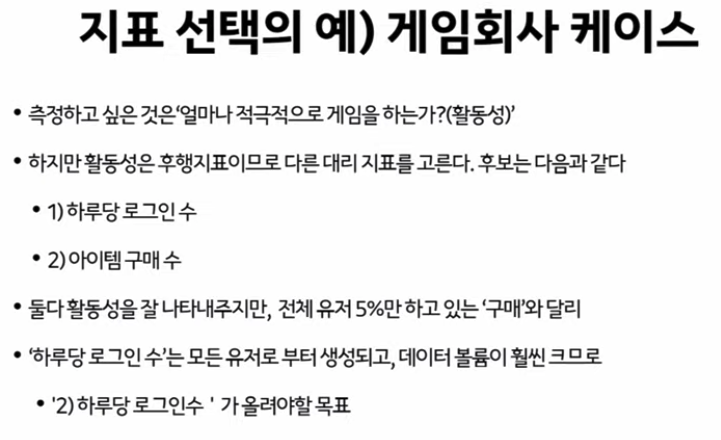 지표 선택의 예) 게임회사 케이스
• 측정하고 싶은 것은‘얼마나 적극적으로 게임을 하는가?(활동성)’
• 하지만 활동성은 후행지표이므로 다른 대리 지표를 고른다. 후보는 다음과 같다
• 1) 하루당 로그인 수
• 2) 아이템 구매 수
• 둘다 활동성을 잘 나타내주지만, 전체 유저 5%만 하고 있는 ‘구매’와 달리
• ‘하루당 로그인 수’는 모든 유저로 부터 생성되고, 데이터 볼륨이 훨씬 크므로
• '2) 하루당 로그인수 ' 가 올려야할 목표